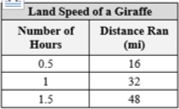 Land Speed of a Giraffe
Number of Hours Distance Ran (mi)
0.5 16
1 32
1.5 48